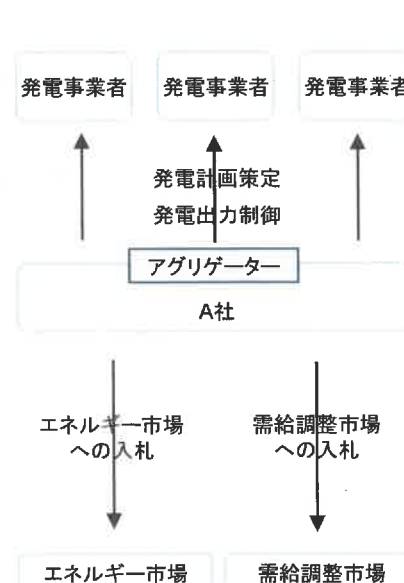 発電事業者 発電事業者 発電事業者
発電計画策定
発電出力制御
アグリゲーター
A社
エネルギー市場 需給調整市場
への入札 への入札
エネルギー市場 需給調整市場